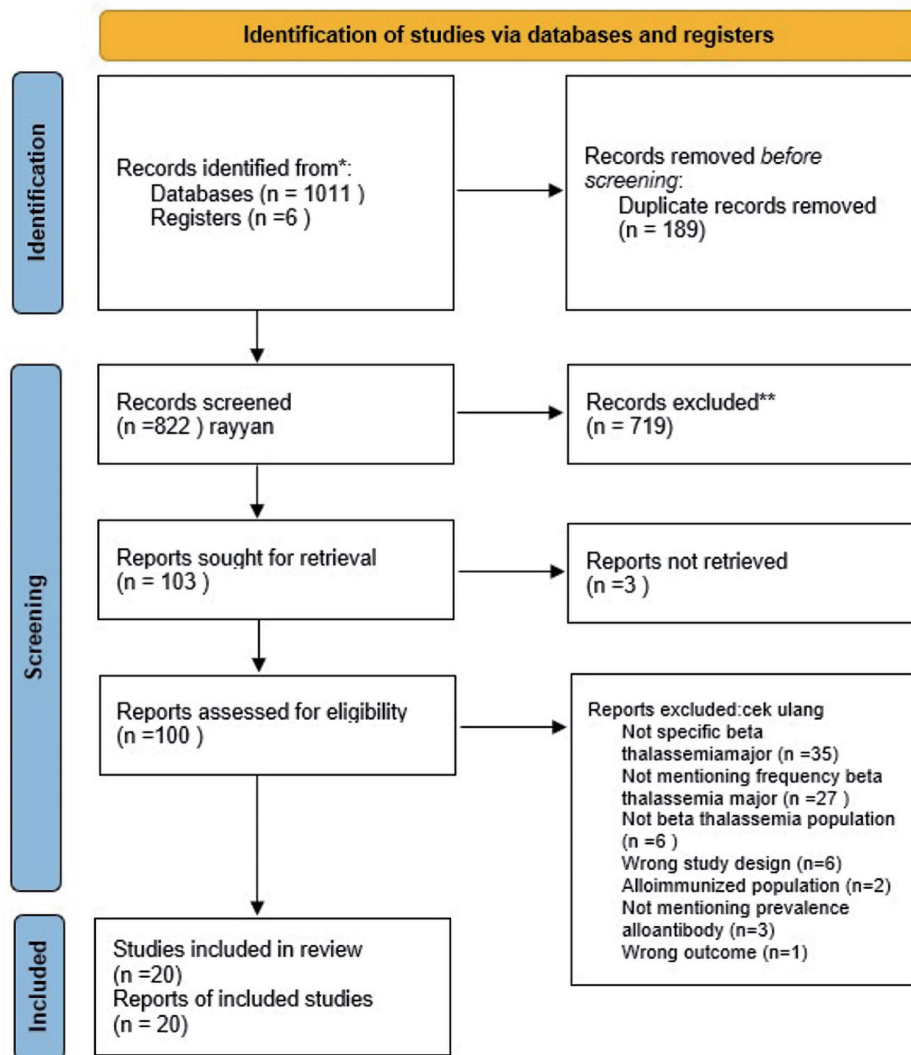 Identification of studies via databases and registers
Identification
Records identified from*:
Databases (n = 1011 )
Registers (n =6 )
Records removed before
screening:
Duplicate records removed
(n = 189)
Screening
Records screened
(n =822 ) rayyan
Records excluded**
(n = 719)
Reports sought for retrieval
(n = 103 )
Reports not retrieved
(n =3 )
Reports assessed for eligibility
(n =100 )
Reports excluded:cek ulang
Not specific beta
thalassemiamajor (n =35)
Not mentioning frequency beta
thalassemia major (n =27 )
Not beta thalassemia population
(n =6 )
Wrong study design (n=6)
Alloimmunized population (n=2)
Not mentioning prevalence
alloantibody (n=3)
Wrong outcome (n=1)
Included
Studies included in review
(n =20)
Reports of included studies
(n = 20)